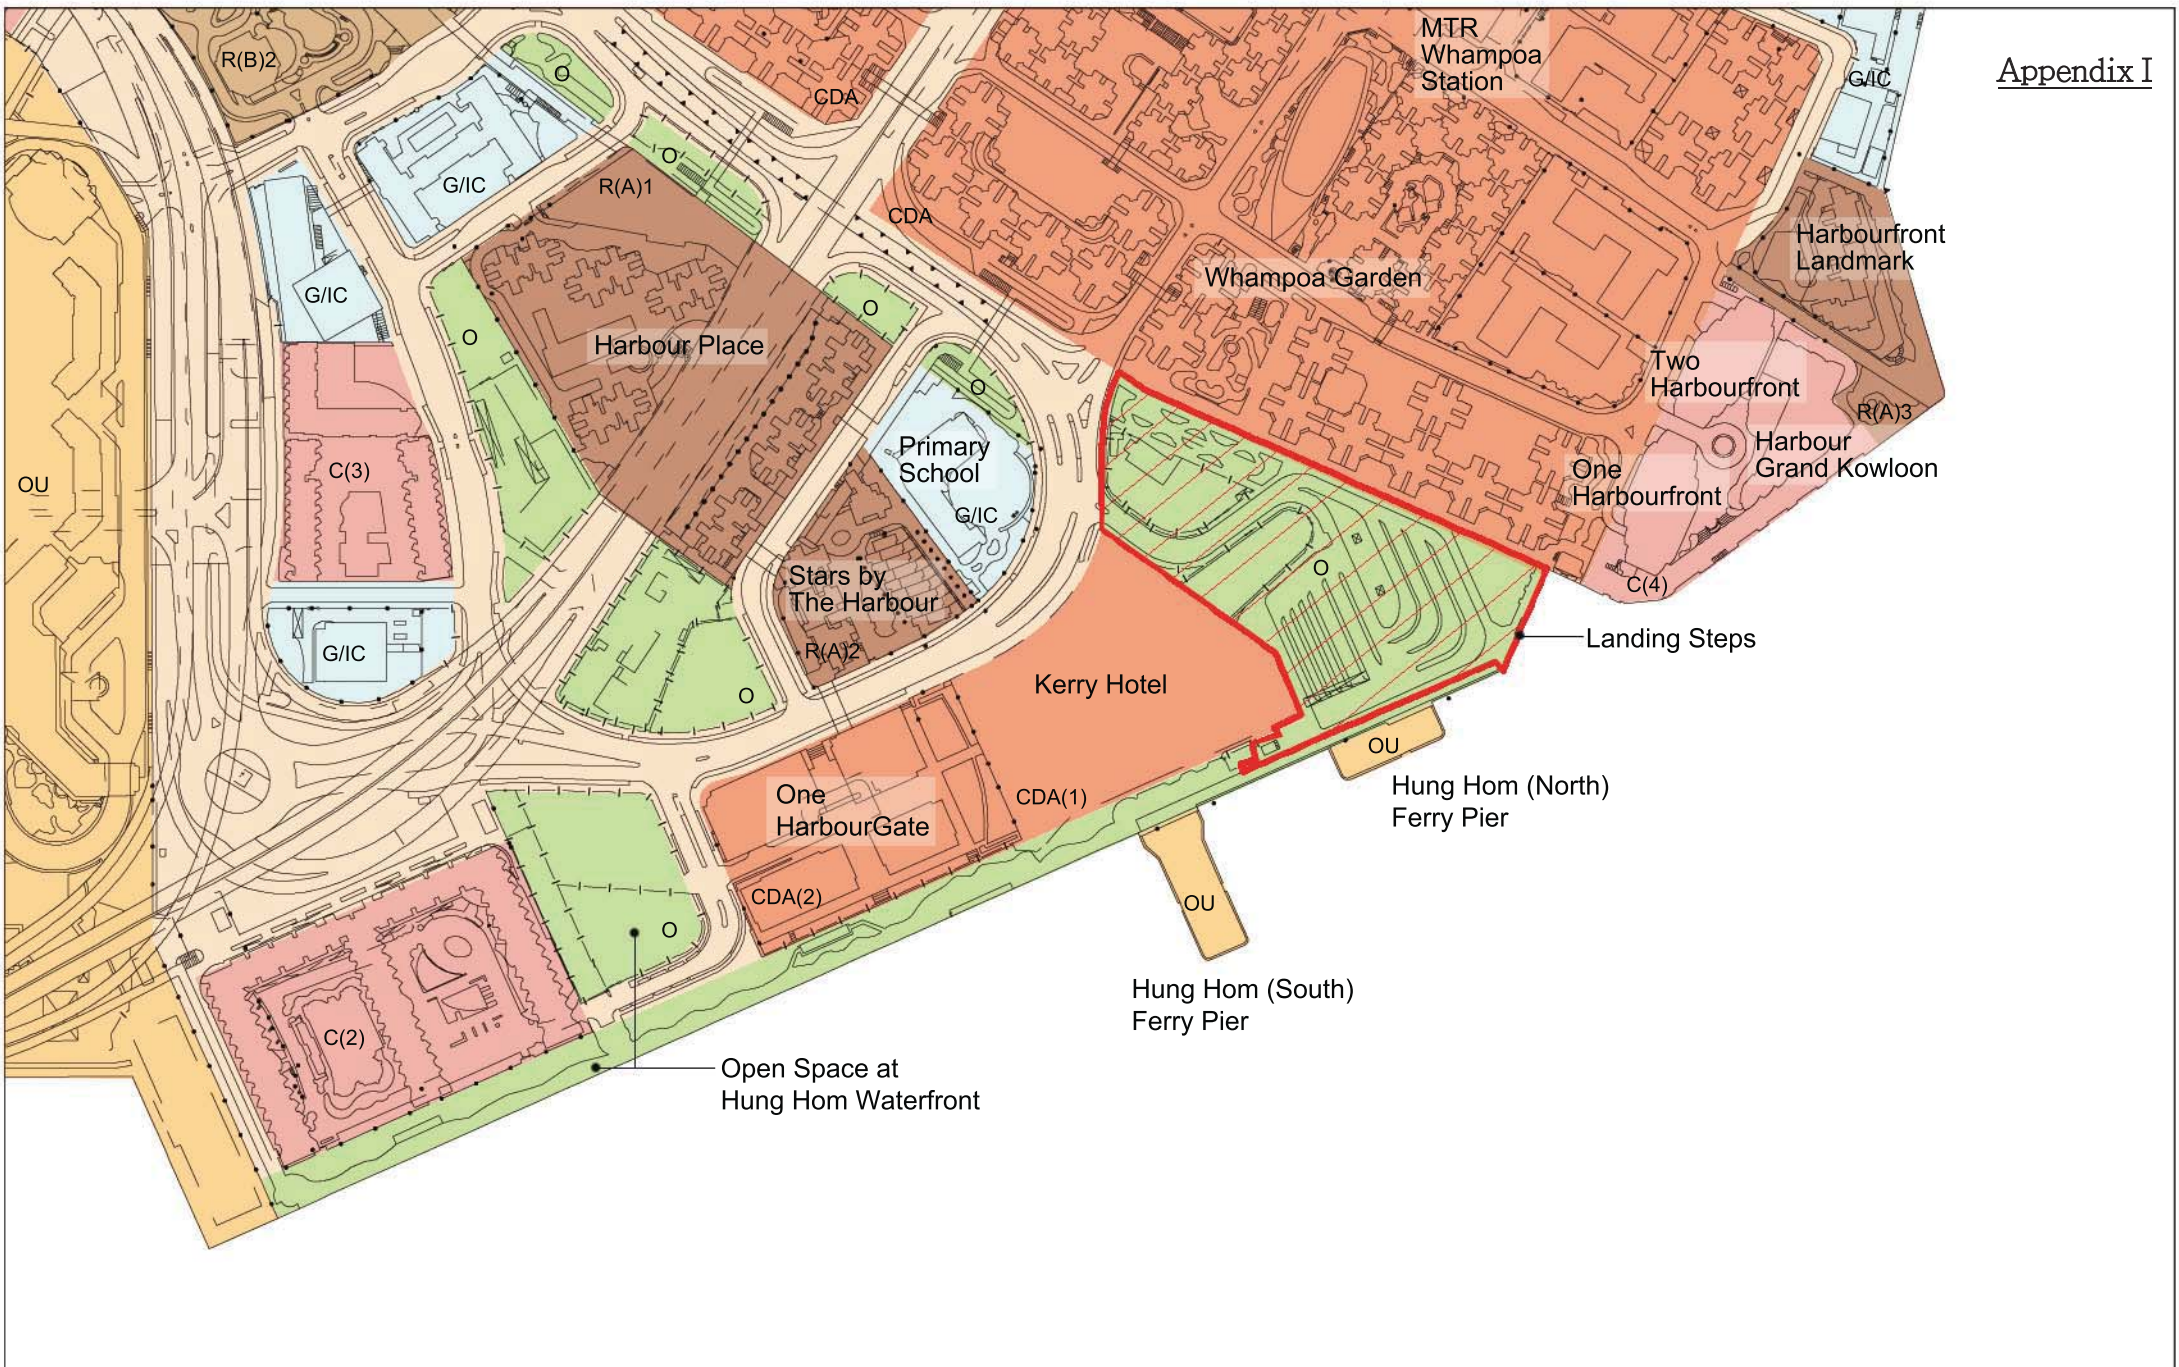 Appendix I
MTR
Whampoa
Station
R(B)2
O
CDA
G/IC
G/IC
O
R(A)1
CDA
Harbourfront
Landmark
Whampoa Garden
G/IC
O
O
Harbour Place
Two
Harbourfront
O
R(A)3
Primary
School
Harbour
Grand Kowloon
C(3)
One
Harbourfront
OU
G/IC
O
Stars by
The Harbour
C(4)
Landing Steps
G/IC
R(A)2
O
Kerry Hotel
OU
Hung Hom (North)
Ferry Pier
One
HarbourGate
CDA(1)
CDA(2)
OU
O
Hung Hom (South)
Ferry Pier
C(2)
Open Space at
Hung Hom Waterfront